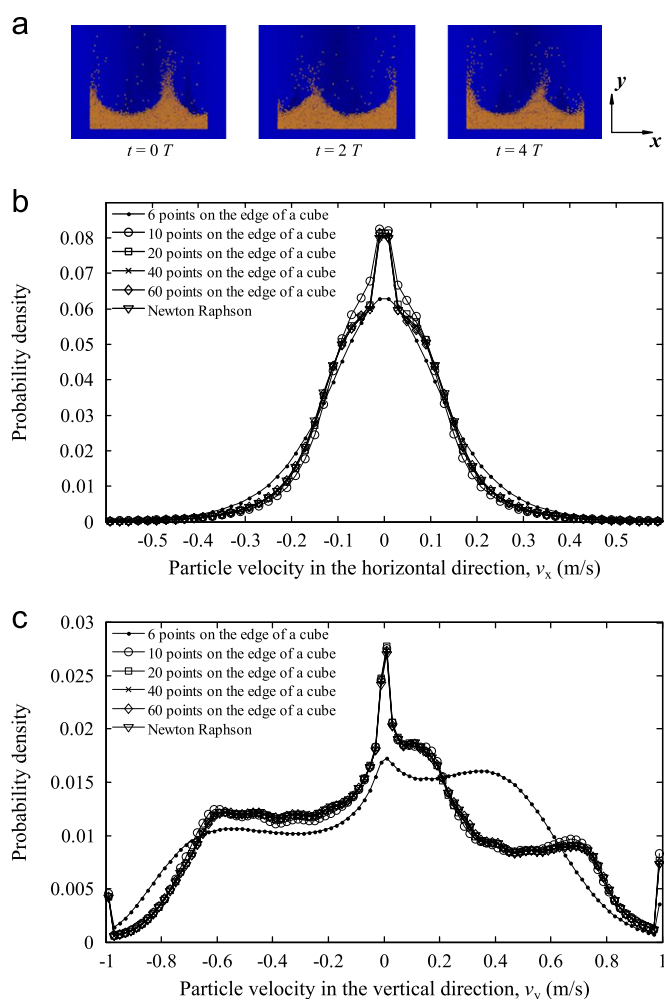 a
t = 0 T
t = 2 T
t = 4 T
y
x
b
6 points on the edge of a cube
10 points on the edge of a cube
20 points on the edge of a cube
40 points on the edge of a cube
60 points on the edge of a cube
Newton Raphson
Probability density
0.08
0.07
0.06
0.05
0.04
0.03
0.02
0.01
0
-0.5 -0.4 -0.3 -0.2 -0.1 0 0.1 0.2 0.3 0.4 0.5
Particle velocity in the horizontal direction, vx (m/s)
c
6 points on the edge of a cube
10 points on the edge of a cube
20 points on the edge of a cube
40 points on the edge of a cube
60 points on the edge of a cube
Newton Raphson
Probability density
0.03
0.025
0.02
0.015
0.01
0.005
0
-1 -0.8 -0.6 -0.4 -0.2 0 0.2 0.4 0.6 0.8 1
Particle velocity in the vertical direction, vy (m/s)